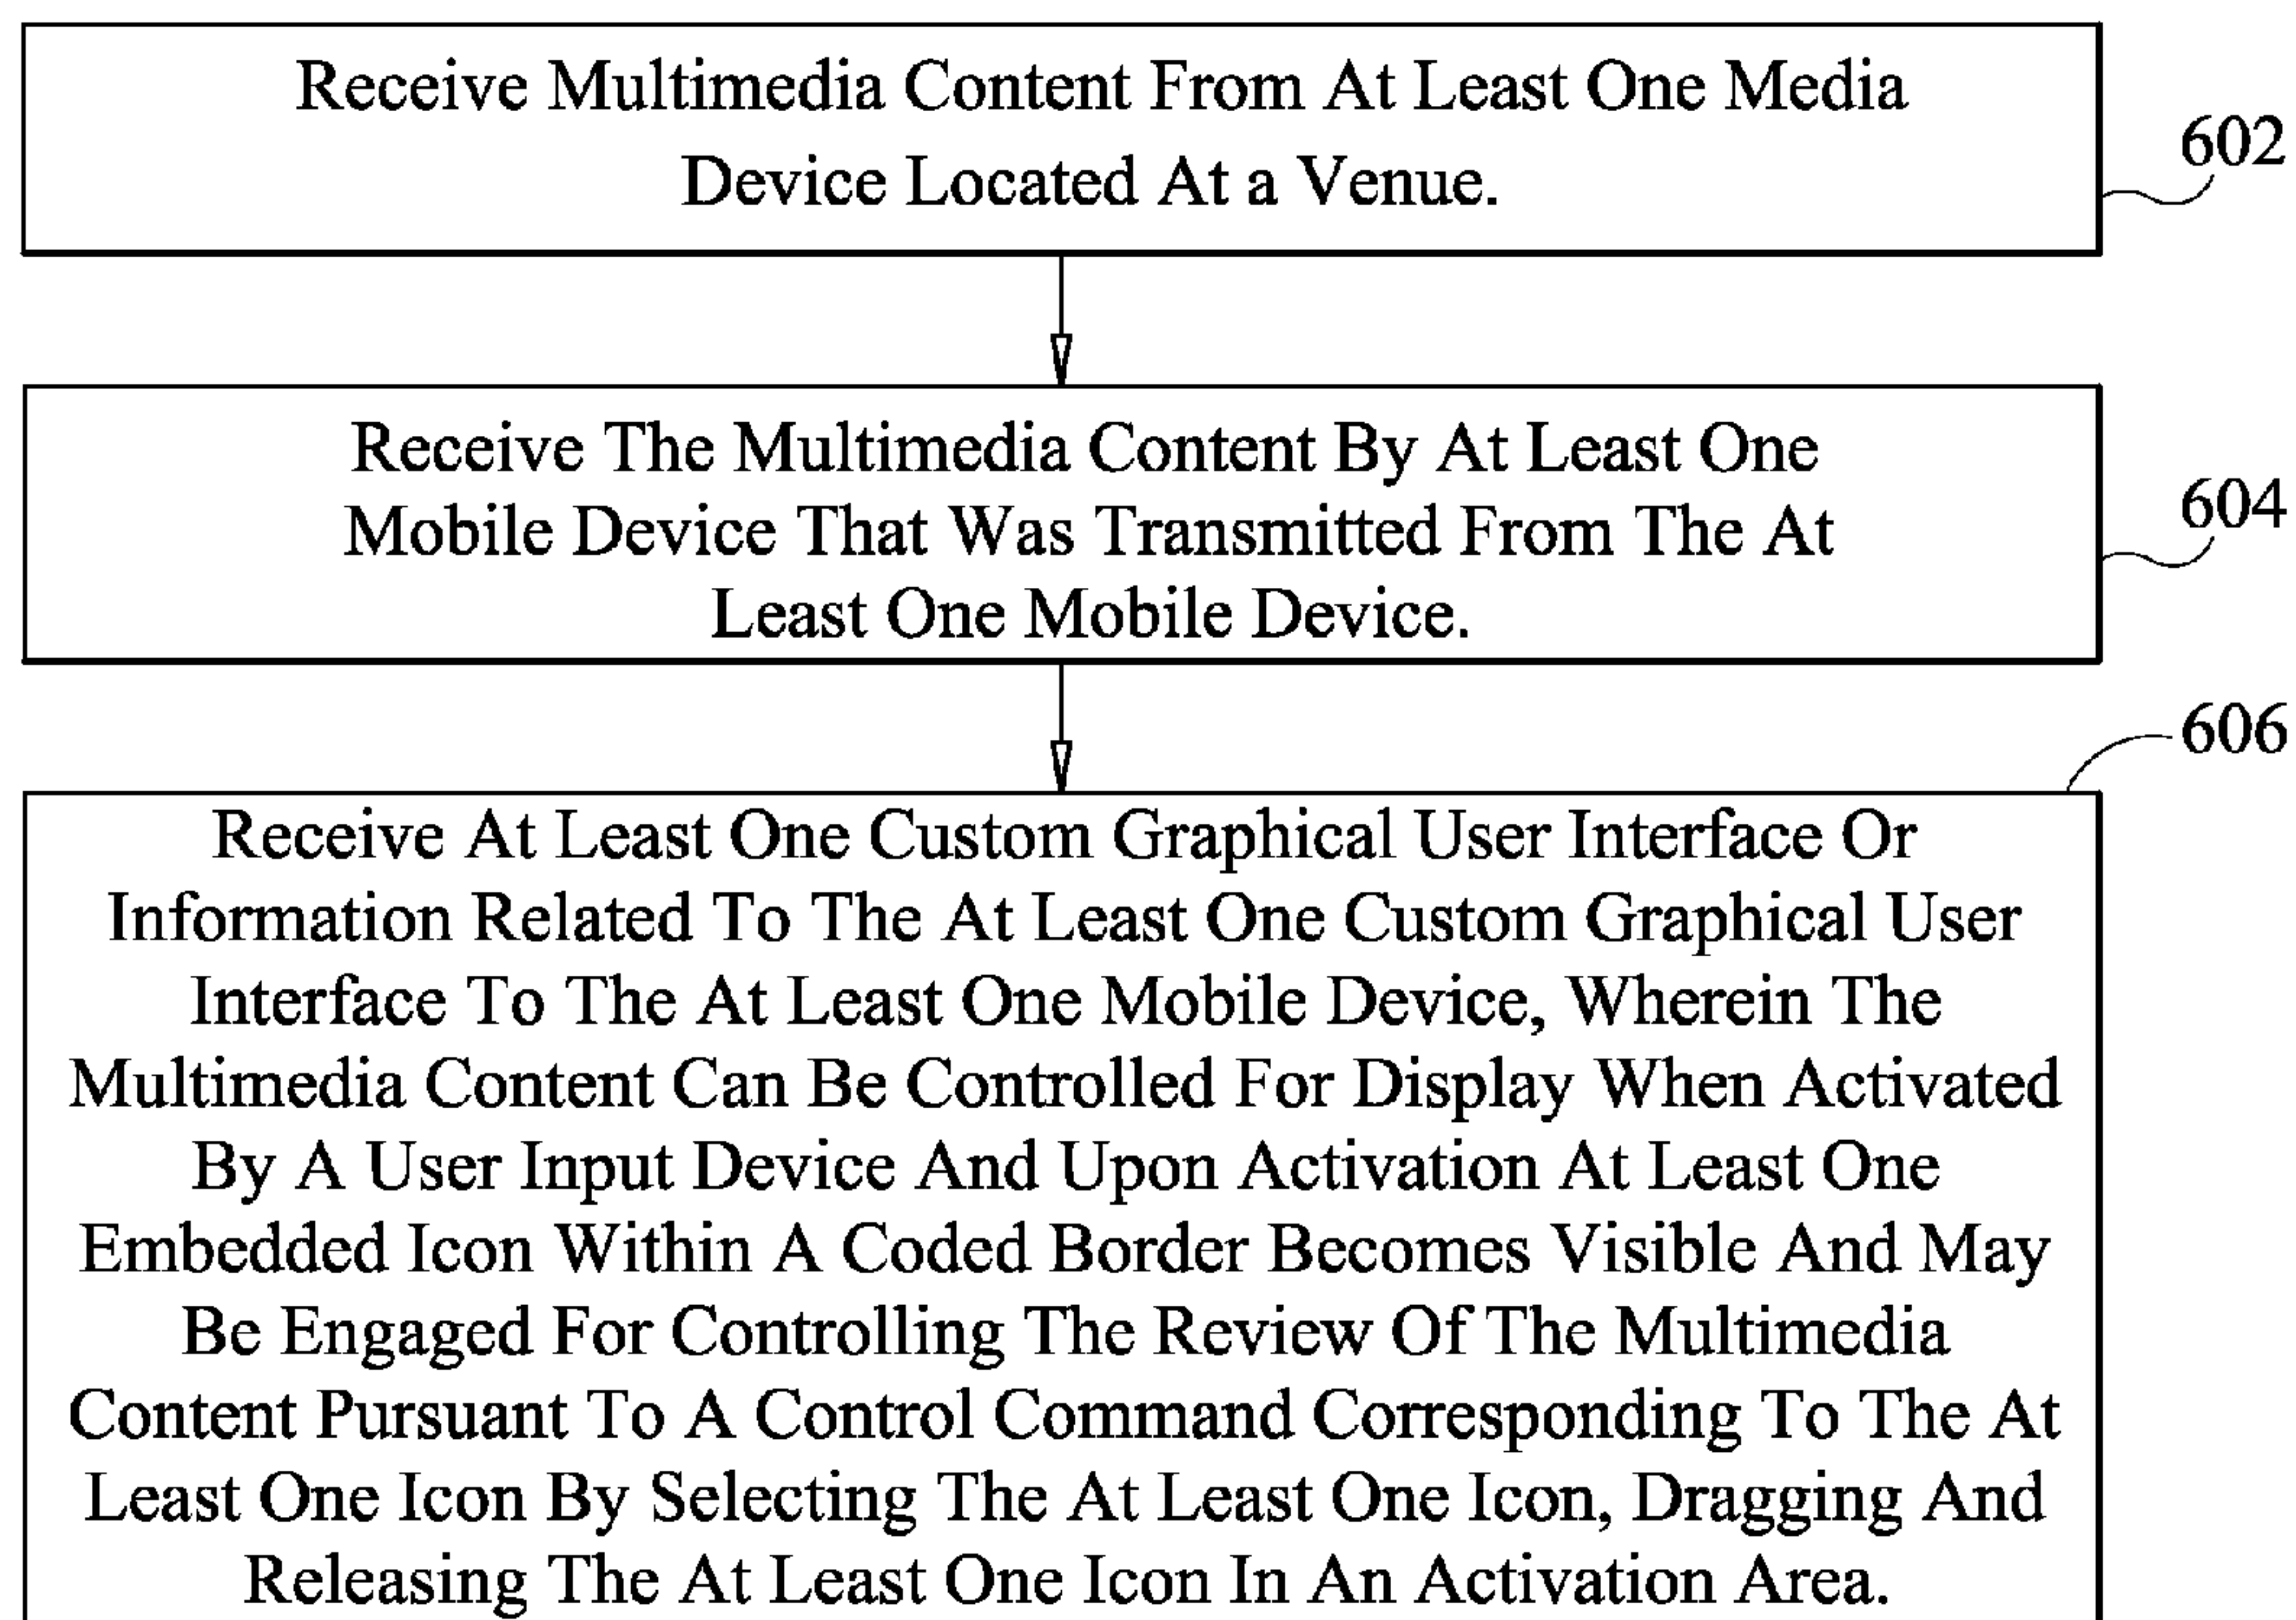 Receive Multimedia Content From At Least One Media
Device Located At a Venue.
602
Receive The Multimedia Content By At Least One
Mobile Device That Was Transmitted From The At
Least One Mobile Device.
604
606
Receive At Least One Custom Graphical User Interface Or
Information Related To The At Least One Custom Graphical User
Interface To The At Least One Mobile Device, Wherein The
Multimedia Content Can Be Controlled For Display When Activated
By A User Input Device And Upon Activation At Least One
Embedded Icon Within A Coded Border Becomes Visible And May
Be Engaged For Controlling The Review Of The Multimedia
Content Pursuant To A Control Command Corresponding To The At
Least One Icon By Selecting The At Least One Icon, Dragging And
Releasing The At Least One Icon In An Activation Area.